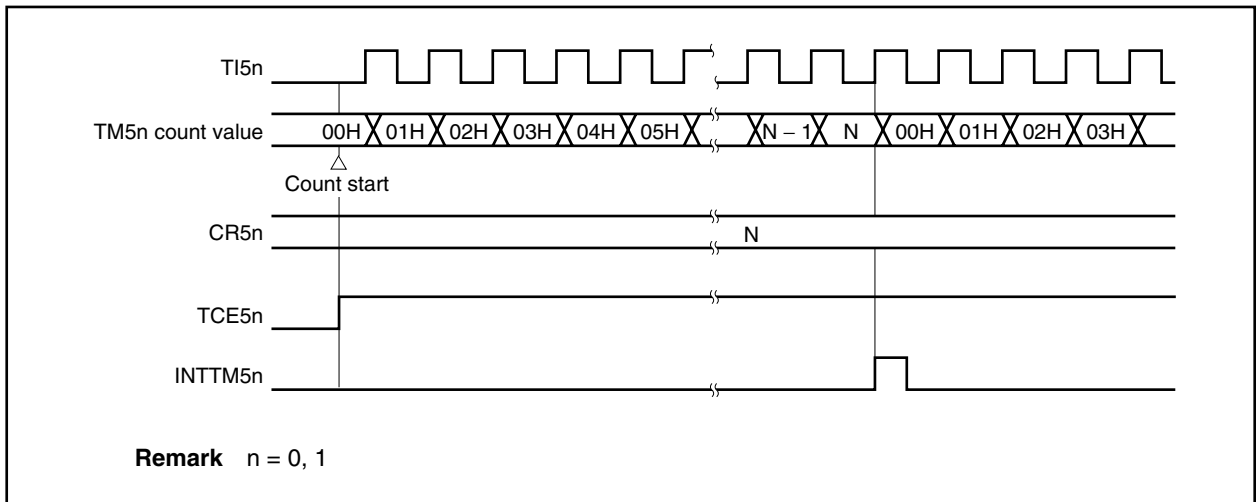 TI5n
TM5n count value 00H 01H 02H 03H 04H 05H N − 1 N 00H 01H 02H 03H
Count start
CR5n N
TCE5n
INTTM5n
Remark n = 0, 1